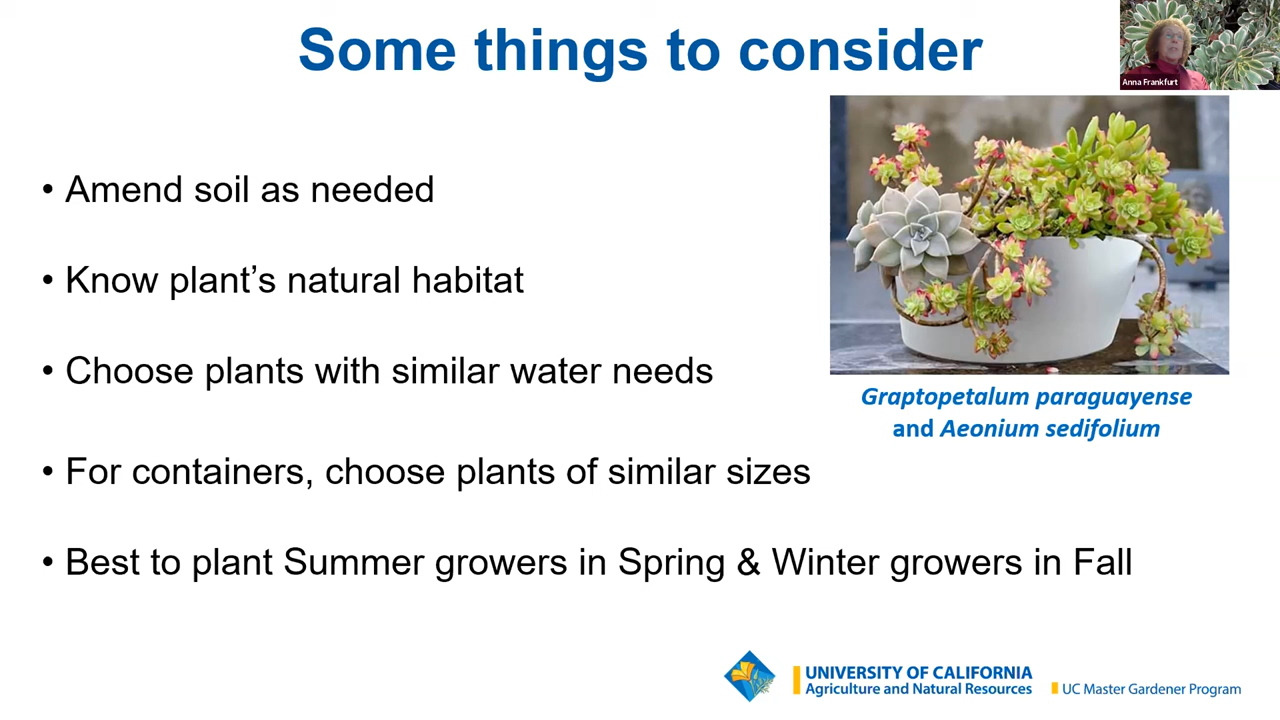 Some things to consider
Anna Frankfurt
• Amend soil as needed
• Know plant’s natural habitat
• Choose plants with similar water needs
• For containers, choose plants of similar sizes
• Best to plant Summer growers in Spring & Winter growers in Fall
Graptopetalum paraguayense
and Aeonium sedifolium
UNIVERSITY OF CALIFORNIA
Agriculture and Natural Resources
UC Master Gardener Program